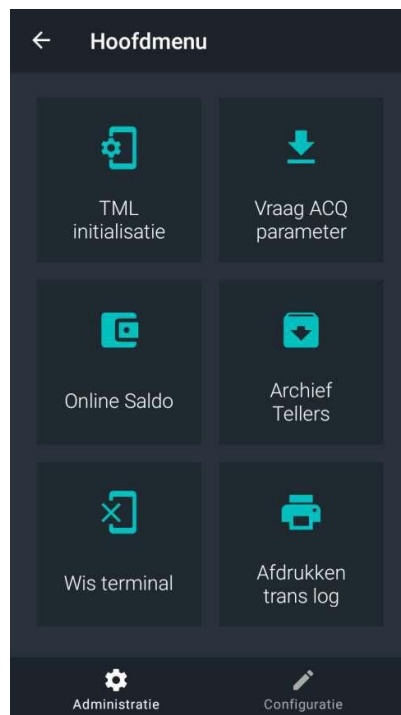 Hoofdmenu
TML
initialisatie
Vraag ACQ
parameter
Online Saldo
Archief
Tellers
Wis terminal
Afdrukken
trans log
Administratie
Configuratie